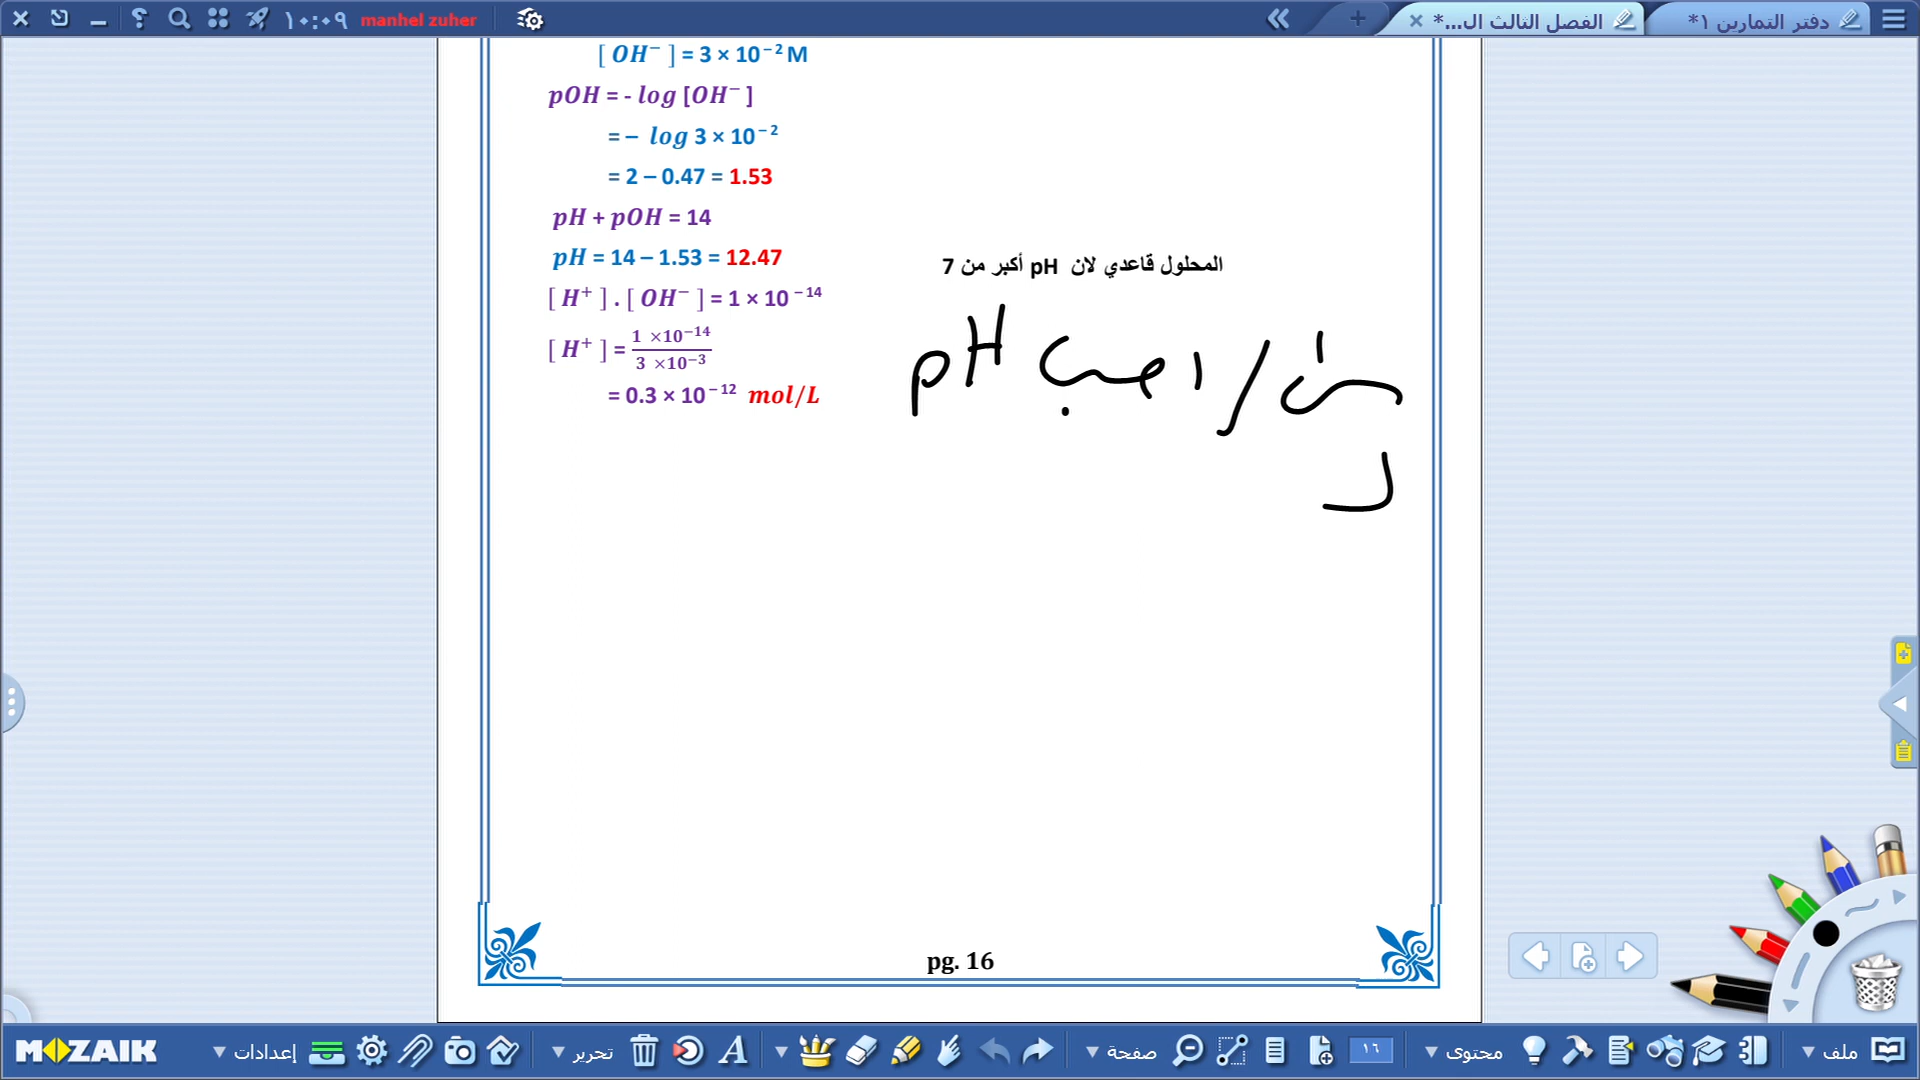 manhel zuher ١٠:٠٩
الفصل الثالث ال...*
دفتر التمارين ١*
[ OH⁻ ] = 3 × 10⁻² M
pOH = - log [OH⁻ ]
= – log 3 × 10⁻²
= 2 – 0.47 = 1.53
pH + pOH = 14
pH = 14 – 1.53 = 12.47
المحلول قاعدي لان pH أكبر من 7
[ H⁺ ] . [ OH⁻ ] = 1 × 10⁻¹⁴
[ H⁺ ] = 1 ×10⁻¹⁴ / 3 ×10⁻³
= 0.3 × 10⁻¹² mol/L
pH
pg. 16
MOZAIK
إعدادات
تحرير
صفحة
١٦
محتوى
ملف